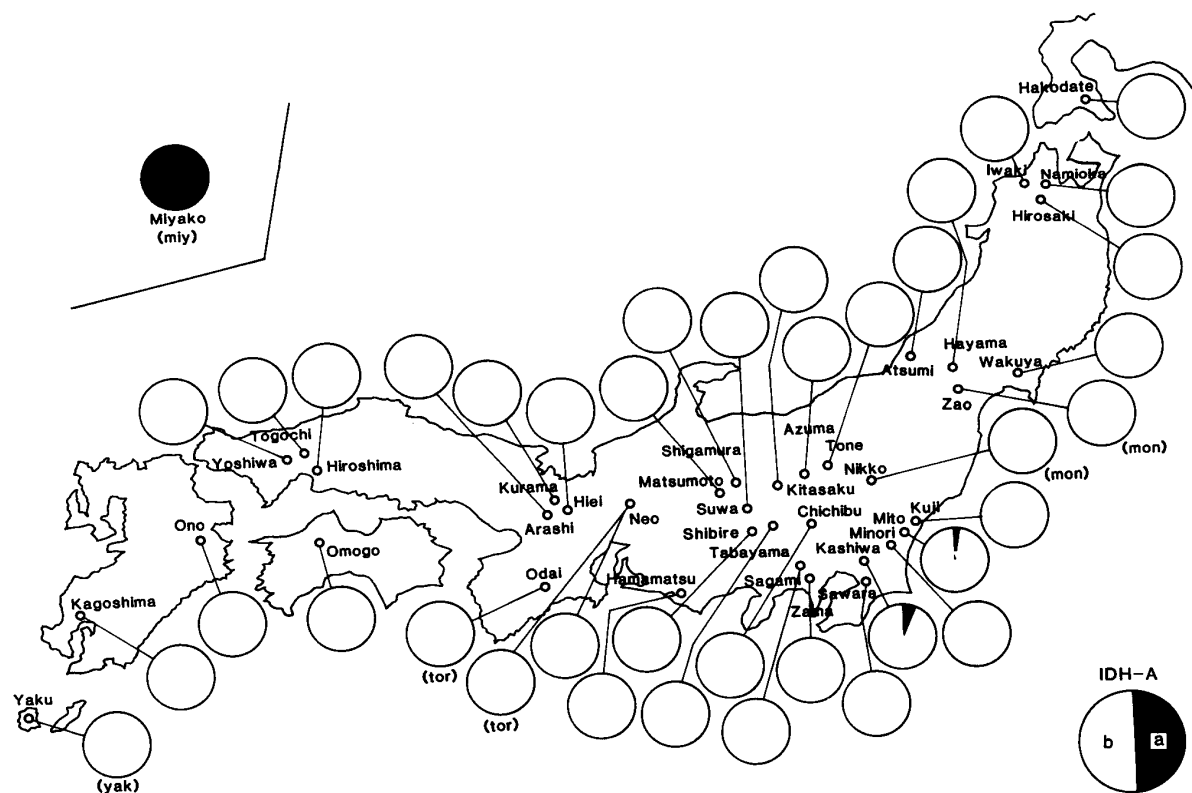 Hakodate
Iwaki
Namioka
Hirosaki
Miyako
(miy)
Hayama
Atsumi
Wakuya
Zao
(mon)
Azuma
Togochi
Tone
Shigamura
Yoshiwa
Hiroshima
Nikko
(mon)
Matsumoto
Kitasaku
Kurama
Hiei
Suwa
Neo
Chichibu
Kuji
Mito
Ono
Arashi
Shibire
Minori
Omogo
Tabayama
Kashiwa
Odai
Hamamatsu
Sagami
Sawara
Kagoshima
Zama
(tor)
IDH-A
Yaku
(tor)
b
a
(yak)